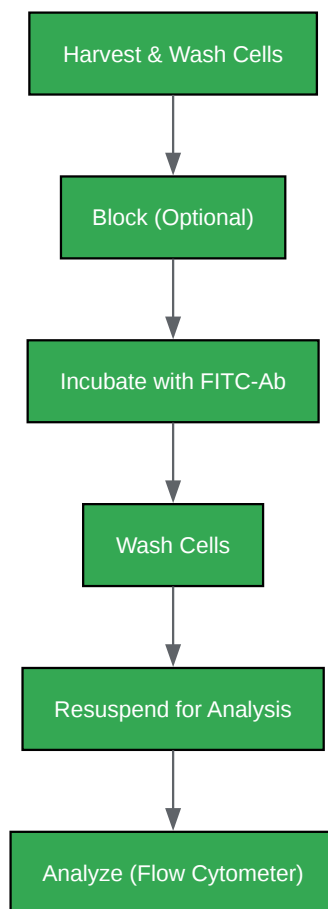 Harvest & Wash Cells
Block (Optional)
Incubate with FITC-Ab
Wash Cells
Resuspend for Analysis
Analyze (Flow Cytometer)